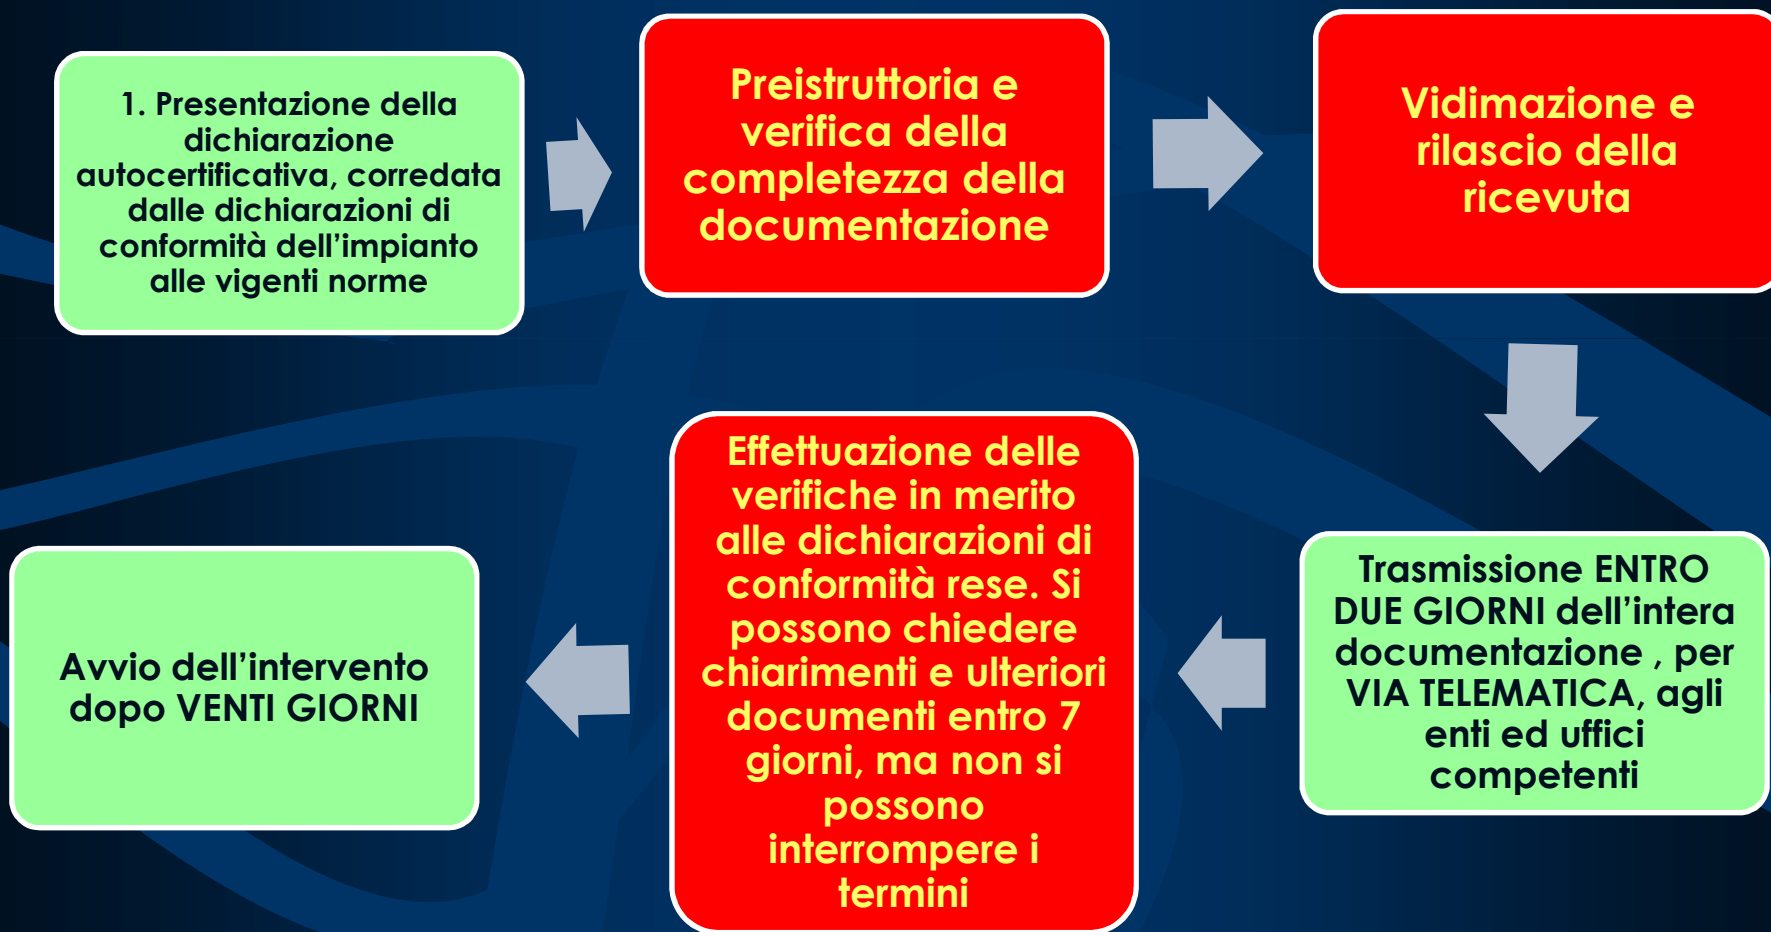 1. Presentazione della
dichiarazione
autocertificativa, corredata
dalle dichiarazioni di
conformità dell’impianto
alle vigenti norme
Preistruttoria e
verifica della
completezza della
documentazione
Vidimazione e
rilascio della
ricevuta
Trasmissione ENTRO
DUE GIORNI dell’intera
documentazione , per
VIA TELEMATICA, agli
enti ed uffici
competenti
Effettuazione delle
verifiche in merito
alle dichiarazioni di
conformità rese. Si
possono chiedere
chiarimenti e ulteriori
documenti entro 7
giorni, ma non si
possono
interrompere i
termini
Avvio dell’intervento
dopo VENTI GIORNI